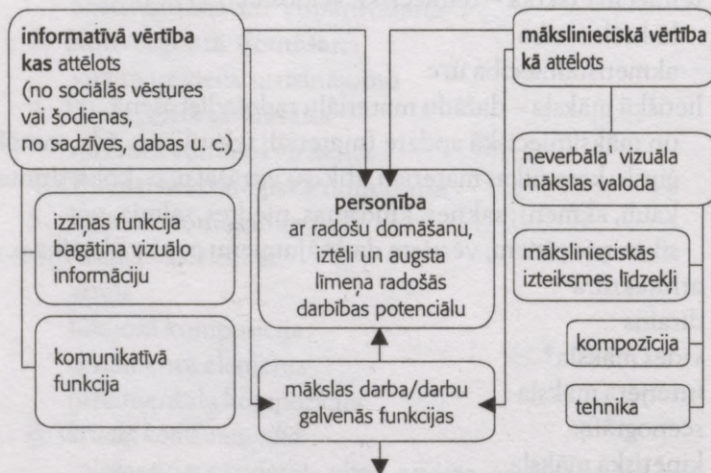 informatīvā vērtība
kas attēlots
(no sociālās vēstures
vai šodienas,
no sadzīves, dabas u. c.)
izziņas funkcija
bagātina vizuālo
informāciju
komunikatīvā
funkcija
personība
ar radošu domāšanu,
iztēli un augsta
līmeņa radošās
darbības potenciālu
mākslas darba/darbu
galvenās funkcijas
mākslinieciskā vērtība
kā attēlots
neverbāla' vizuāla
mākslas valoda
mākslinieciskās
izteiksmes līdzekļi
kompozīcija
tehnika